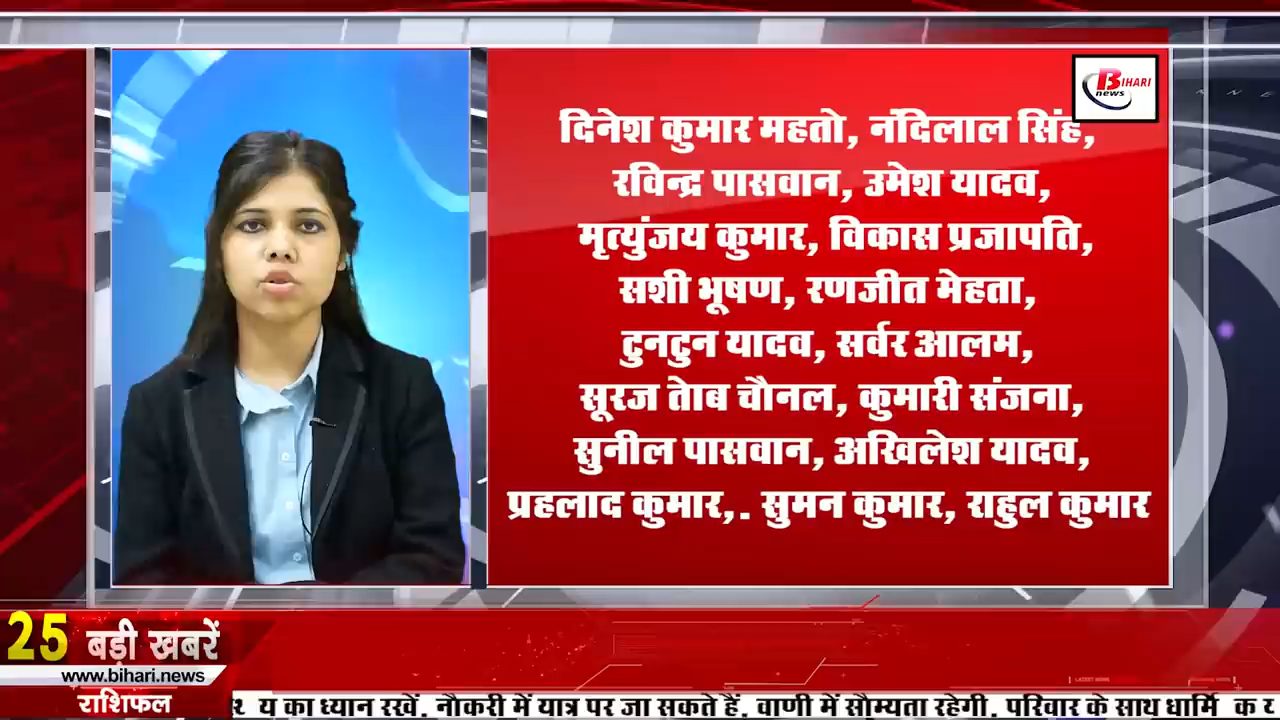 BIHARI
news
दिनेश कुमार महतो, नंदिलाल सिंह,
रविन्द्र पासवान, उमेश यादव,
मृत्युंजय कुमार, विकास प्रजापति,
सशी भूषण, रणजीत मेहता,
टुनटुन यादव, सर्वर आलम,
सूरज तेाब चौनल, कुमारी संजना,
सुनील पासवान, अखिलेश यादव,
प्रहलाद कुमार,. सुमन कुमार, राहुल कुमार
25 बड़ी खबरें
www.bihari.news
राशिफल
य का ध्यान रखें, नौकरी में यात्र पर जा सकते हैं, वाणी में सौम्यता रहेगी, परिवार के साथ धार्मि क